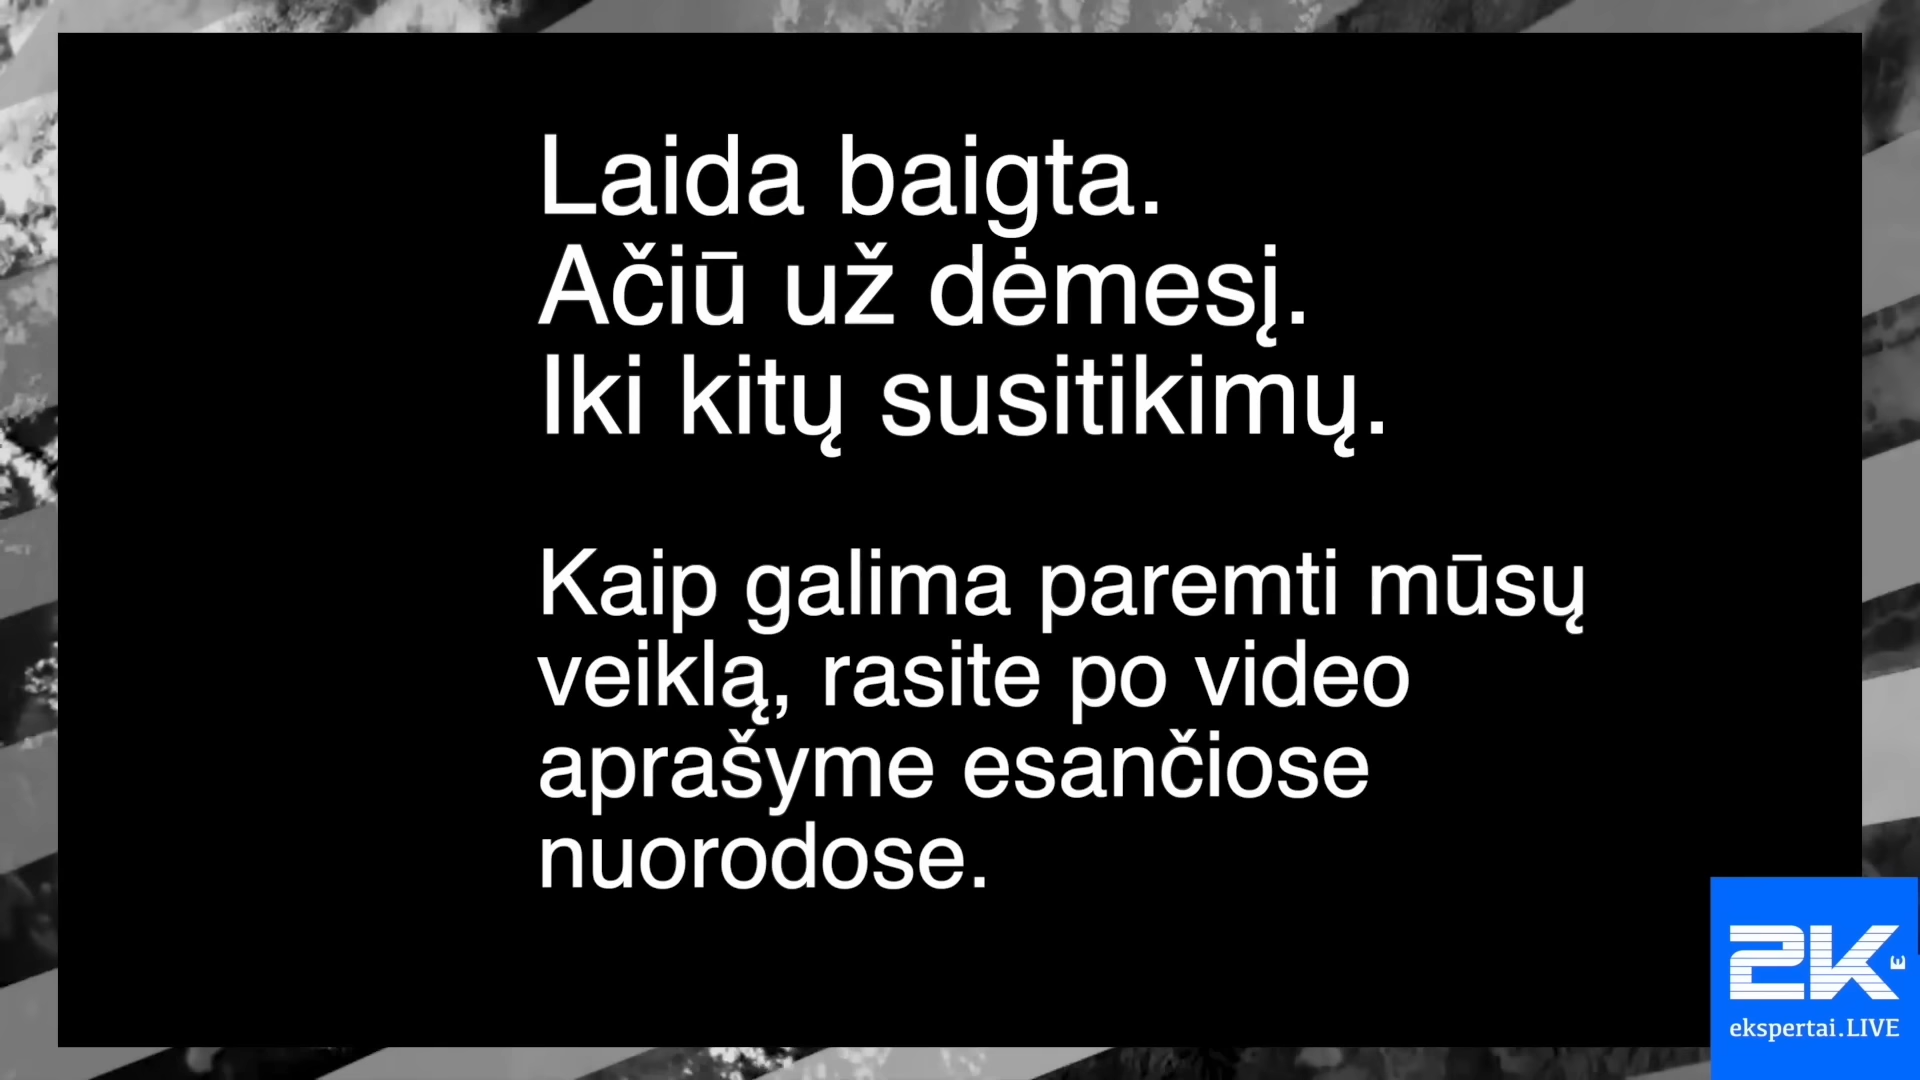 Laida baigta.
Ačiū už dėmesį.
Iki kitų susitikimų.
Kaip galima paremti mūsų
veiklą, rasite po video
aprašyme esančiose
nuorodose.
2K
ekspertai.LIVE